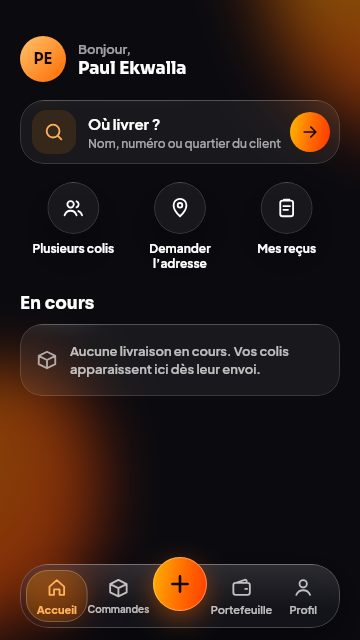 PE
Bonjour,
Paul Ekwalla
Où livrer ?
Nom, numéro ou quartier du client
Plusieurs colis
Demander
l'adresse
Mes reçus
En cours
Aucune livraison en cours. Vos colis
apparaissent ici dès leur envoi.
Accueil
Commandes
Portefeuille
Profil